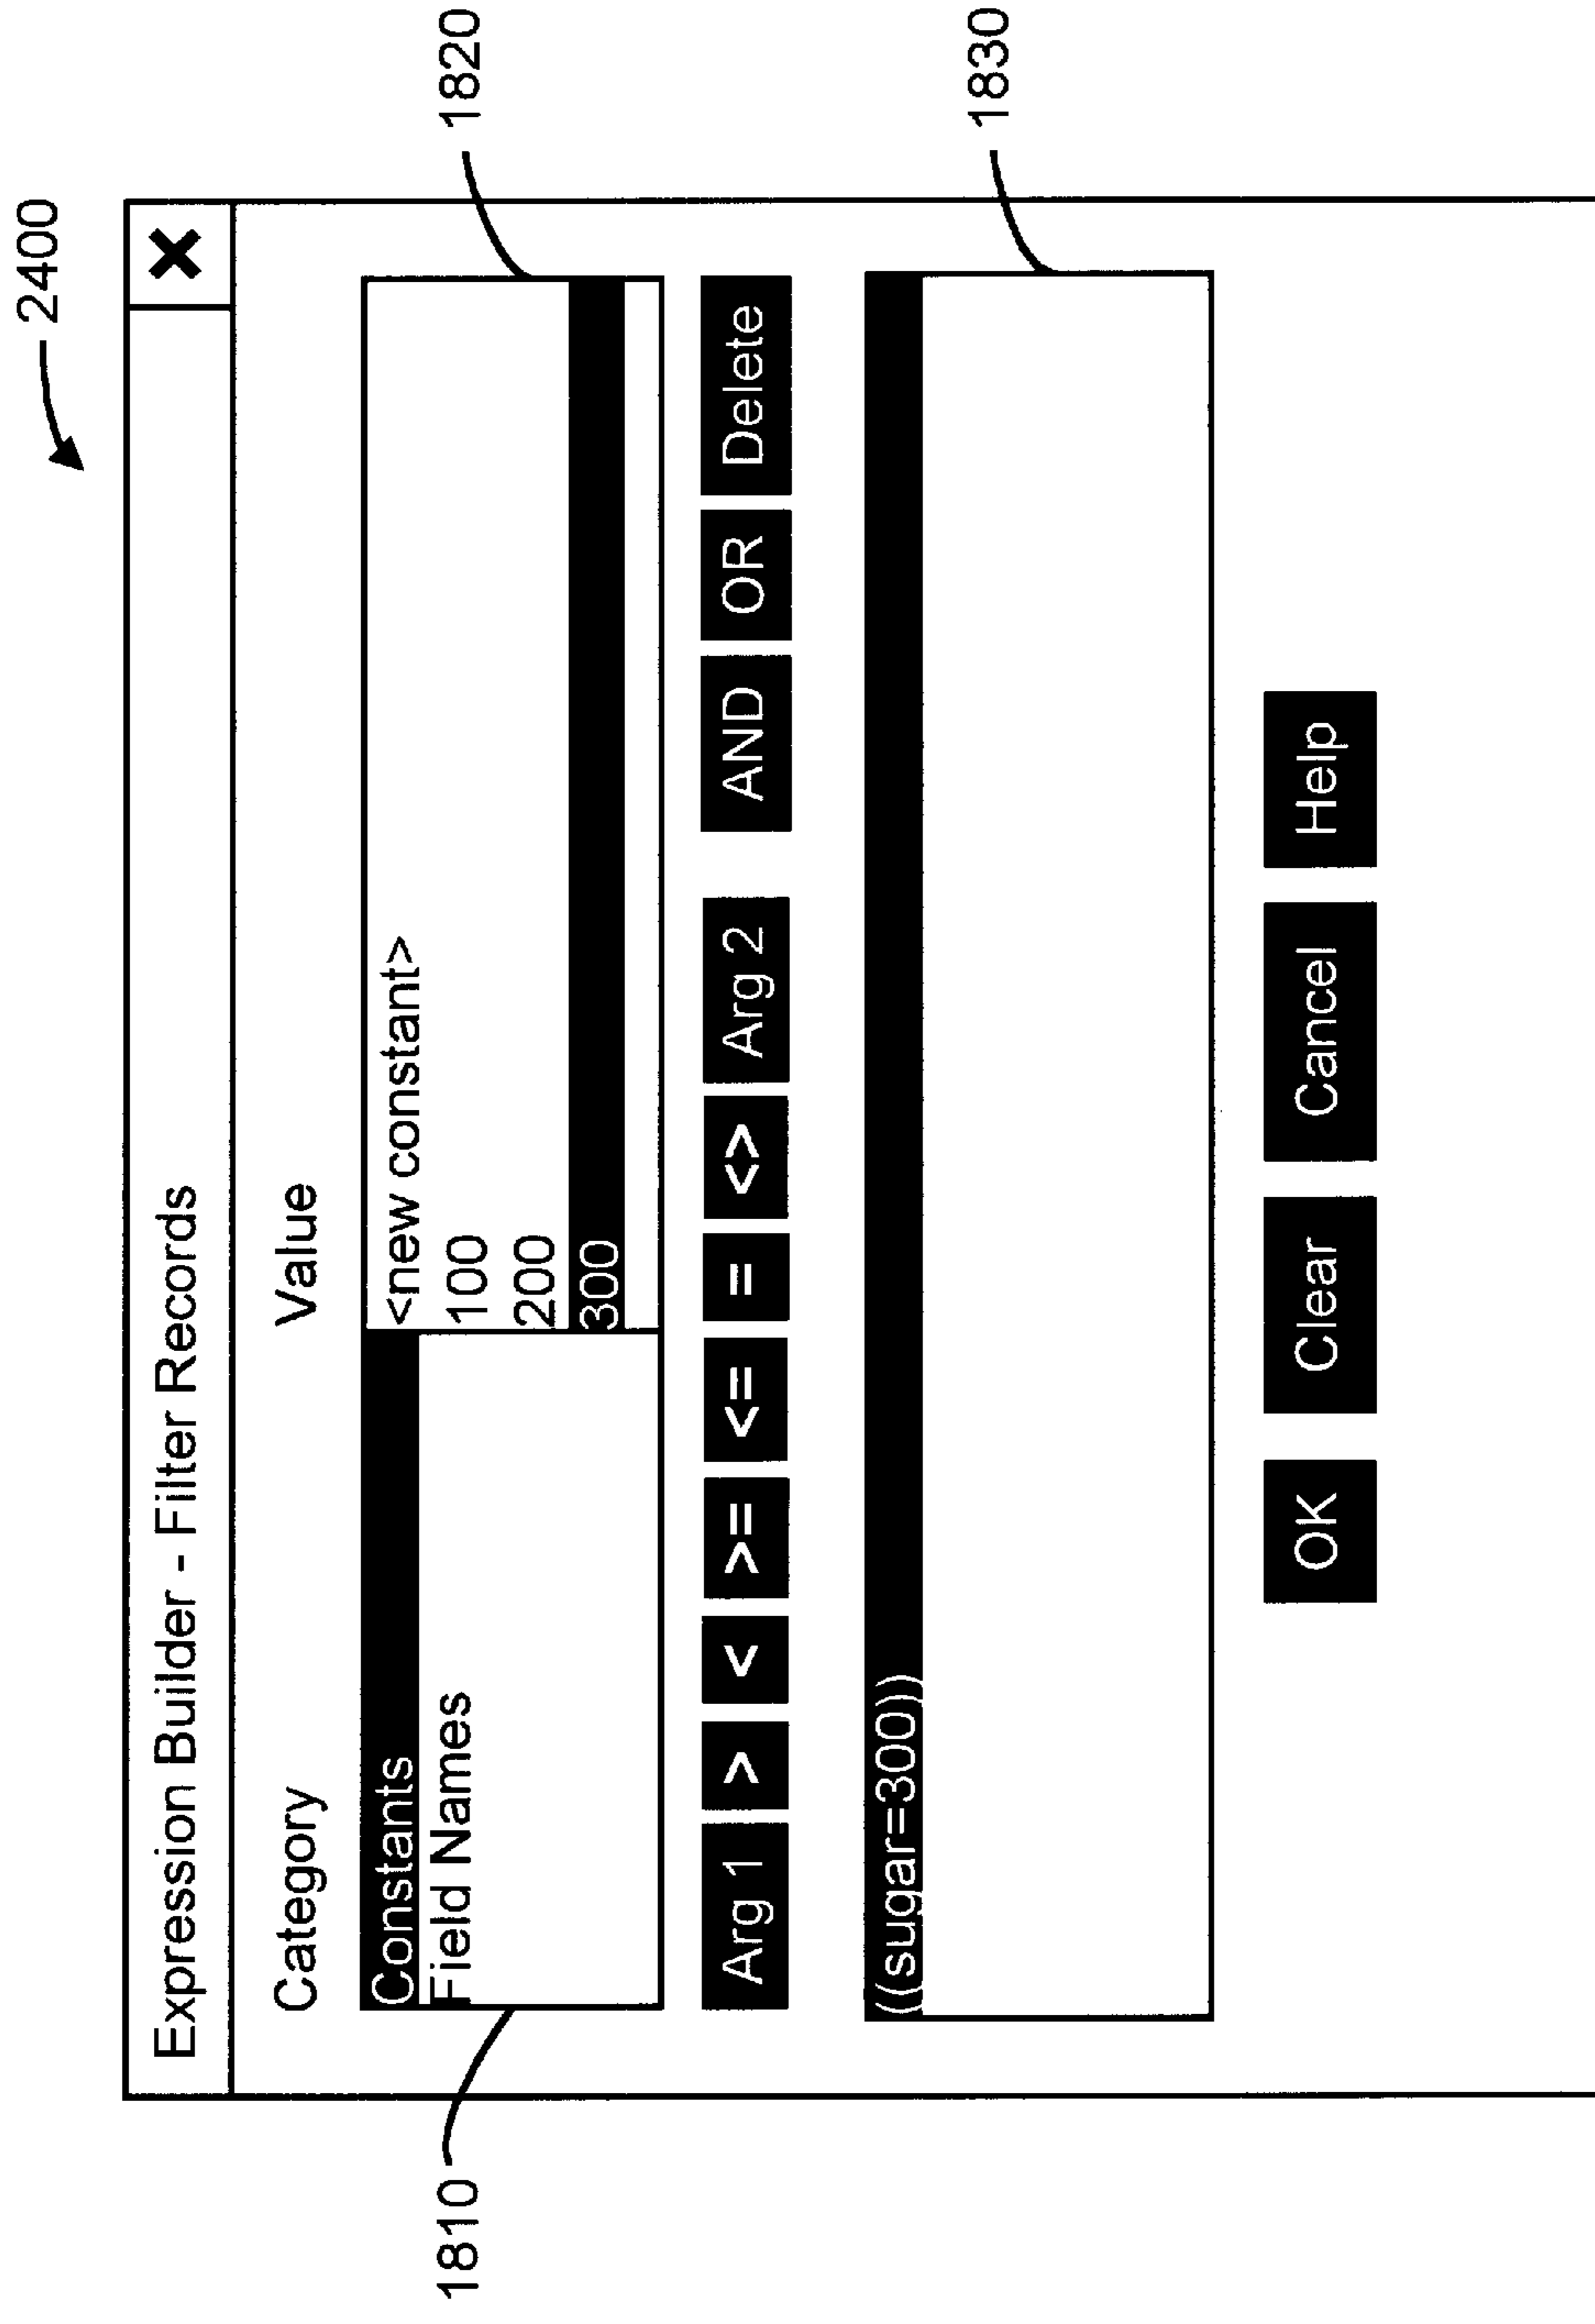 2400
Expression Builder - Filter Records X
Category Value
1810
Constants <new constant> 1820
Field Names 100
200
300
Arg 1 > < >= <= = <> Arg 2 AND OR Delete
((sugar=300))
1830
OK Clear Cancel Help